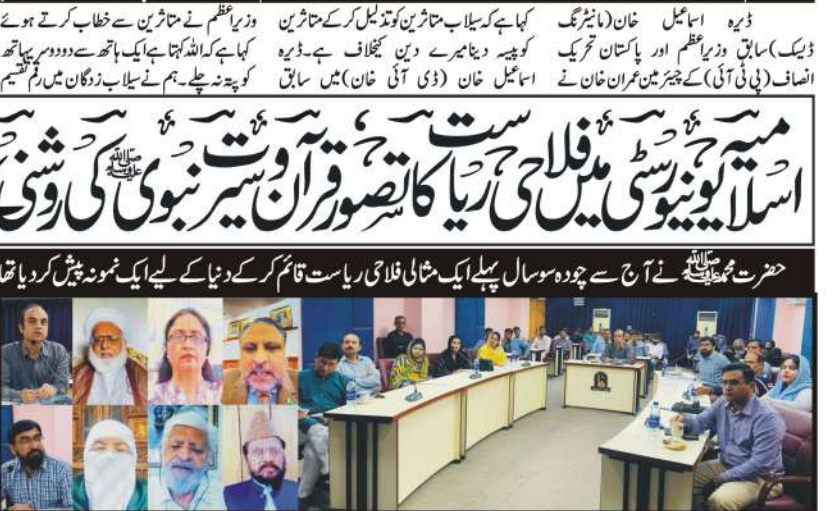 ڈیرہ اسماعیل خان(مانیٹرنگ
ڈیسک)سابق وزیراعظم اور پاکستان تحریک
انصاف(پی ٹی آئی)کے چیئرمین عمران خان نے
کہا ہے کہ سیلاب متاثرین کو تذلیل کر کے متاثرین
کو پیسہ دینا میرے دین کیخلاف ہے۔ڈیرہ
اسماعیل خان (ڈی آئی خان)میں سابق
وزیراعظم نے متاثرین سے خطاب کرتے ہوئے
کہا ہے کہ اللہ کہتا ہے ایک ہاتھ سے دو دوسرے ہاتھ
کو پتہ نہ چلے۔ ہم نے سیلاب زدگان میں رقم تقسیم
اسلامیہ یونیورسٹی میں فلاحی ریاست کا تصور قرآن و سیرت نبوی ﷺ کی روشنی
حضرت محمد ﷺ نے آج سے چودہ سو سال پہلے ایک مثالی فلاحی ریاست قائم کر کے دنیا کے لیے ایک نمونہ پیش کر دیا تھا